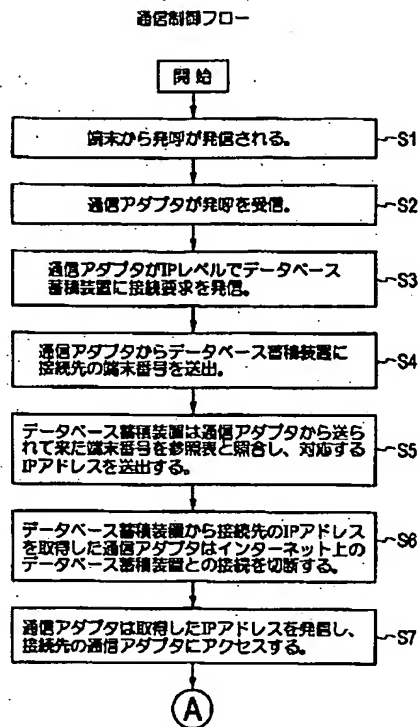 通信制御フロー
開始
端末から発呼が発信される。
S1
通信アダプタが発呼を受信。
S2
通信アダプタがIPレベルでデータベース
蓄積装置に接続要求を発信。
S3
通信アダプタからデータベース蓄積装置に
接続先の端末番号を送出。
S4
データベース蓄積装置は通信アダプタから送ら
れて来た端末番号を参照表と照合し、対応する
IPアドレスを送出する。
S5
データベース蓄積装置から接続先のIPアドレス
を取得した通信アダプタはインターネット上の
データベース蓄積装置との接続を切断する。
S6
通信アダプタは取得したIPアドレスを発信し、
接続先の通信アダプタにアクセスする。
S7
A